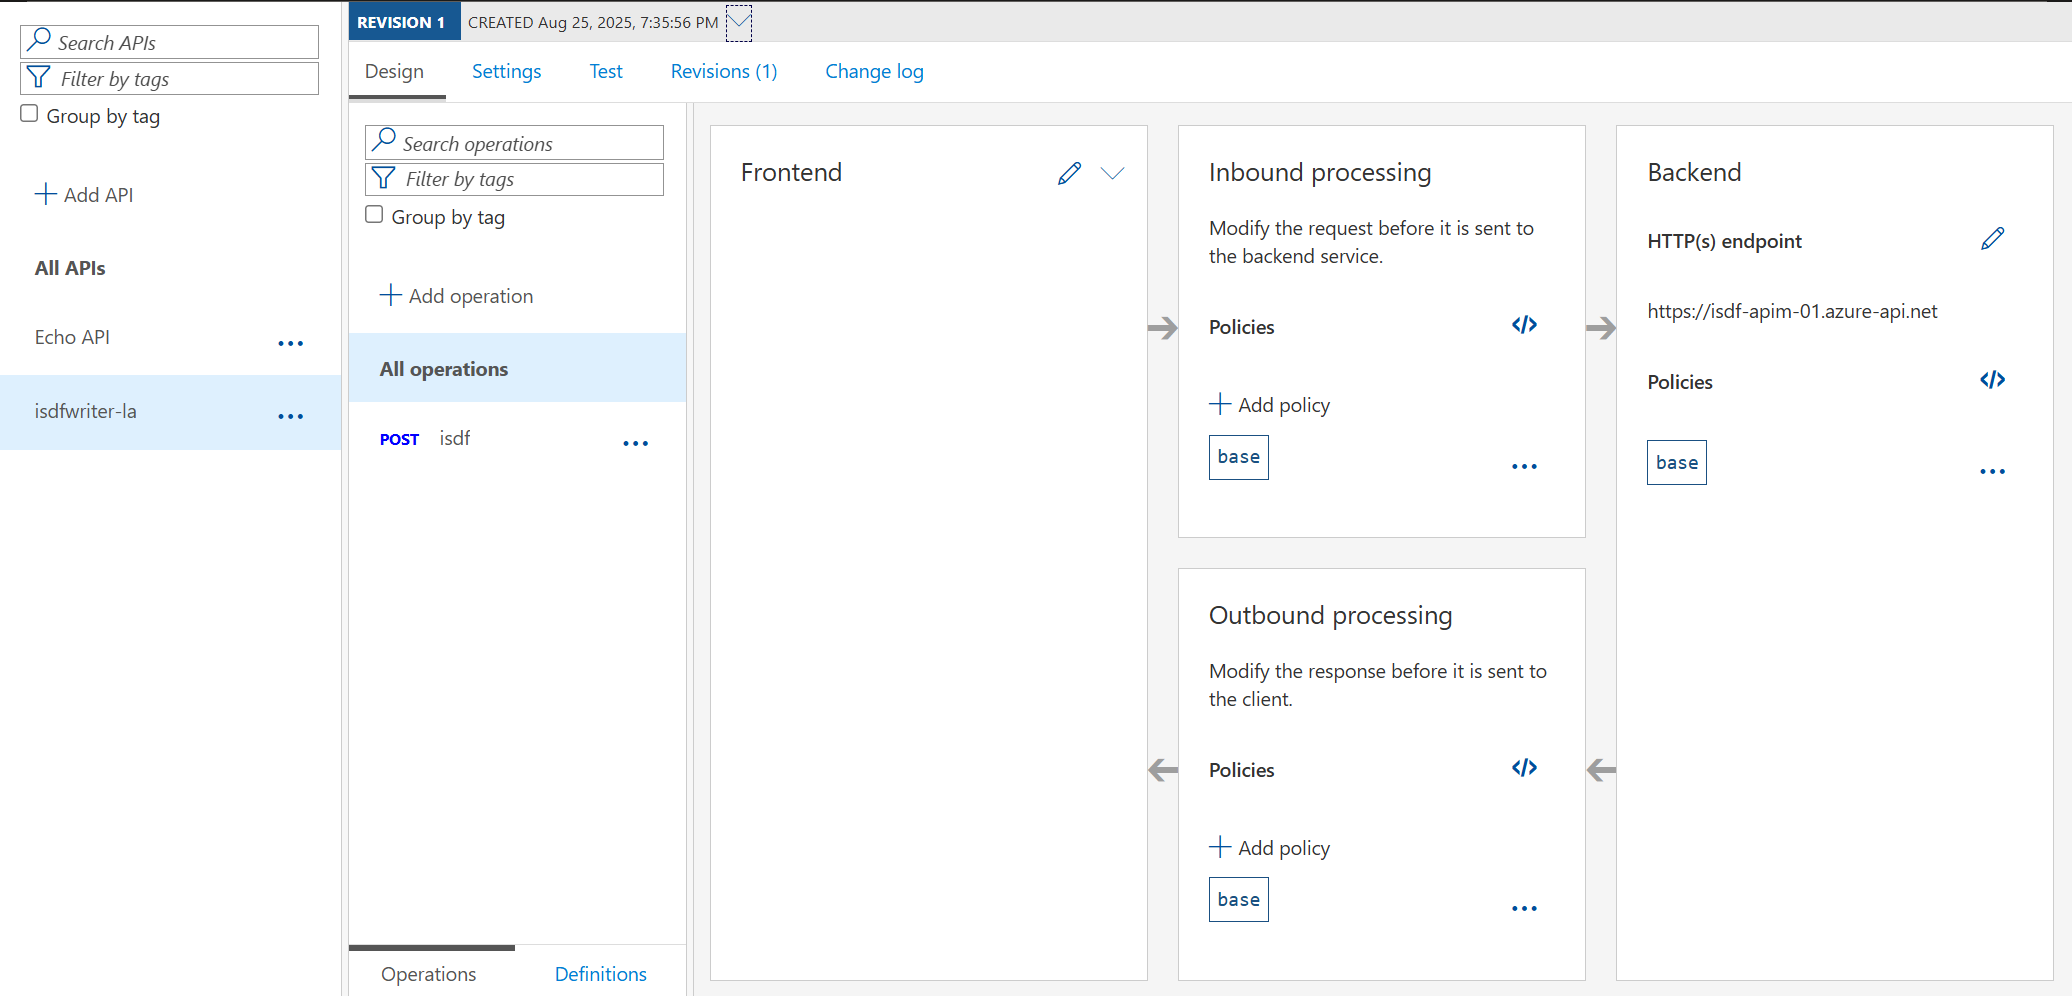 Search APIs
Filter by tags
Group by tag
Add API
All APIs
Echo API
isdfwriter-la
REVISION 1
CREATED Aug 25, 2025, 7:35:56 PM
Design
Settings
Test
Revisions (1)
Change log
Search operations
Filter by tags
Group by tag
Add operation
All operations
POST isdf
Operations
Definitions
Frontend
Inbound processing
Modify the request before it is sent to
the backend service.
Policies
</>
Add policy
base
Outbound processing
Modify the response before it is sent to
the client.
Policies
</>
Add policy
base
Backend
HTTP(s) endpoint
https://isdf-apim-01.azure-api.net
Policies
</>
base